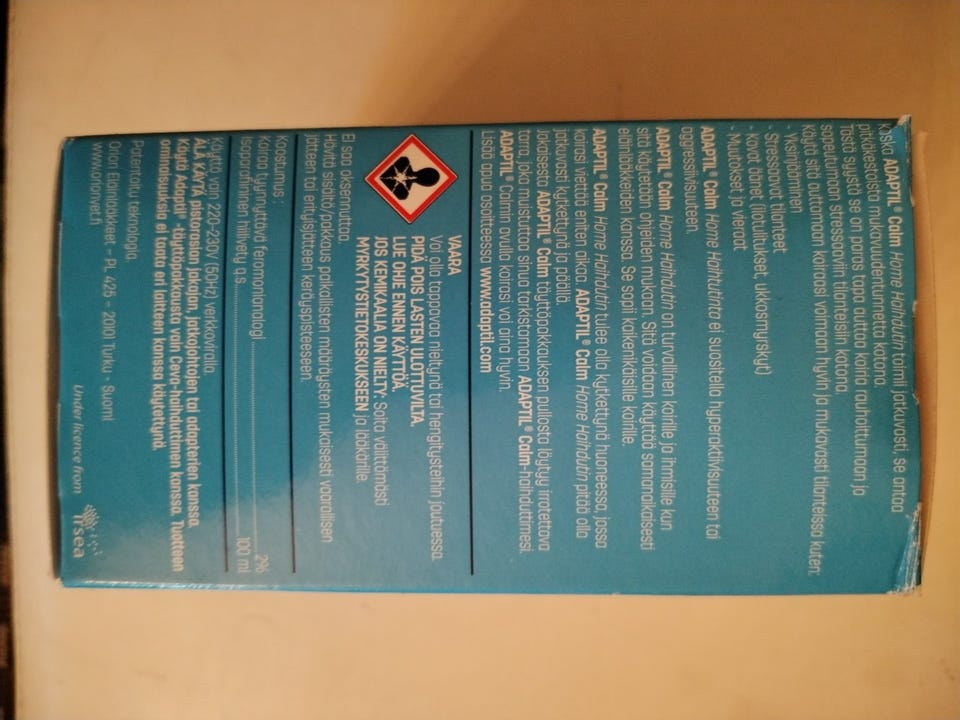 Koska ADAPTIL® Calm Home Haihdutin toimii jatkuvasti, se antaa
pitkäkestoista mukavuudentunnetta kotona.
Tästä syystä se on paras tapa auttaa koiria rauhoittumaan ja
sopeutumaan stressaaviin tilanteisiin kotona.
Käytä sitä auttamaan koiraasi voimaan hyvin ja mukavasti tilanteissa kuten:
- Yksinjääminen
- Stressaavat tilanteet
- Kovat äänet (ilotulitukset, ukkosmyrskyt)
- Muutokset ja vieraat
ADAPTIL® Calm Home Haihdutinta ei suositella hyperaktiivisuuteen tai
aggressiivisuuteen.
ADAPTIL® Calm Home Haihdutin on turvallinen koirille ja ihmisille kun
sitä käytetään ohjeiden mukaan. Sitä voidaan käyttää samanaikaisesti
eläinlääkkeiden kanssa. Se sopii kaikenikäisille koirille.
ADAPTIL® Calm Home Haihdutin tulee olla kytkettynä huoneessa, jossa
koirasi viettää eniten aikaa. ADAPTIL® Calm Home Haihdutin pitää olla
jatkuvasti kytkettynä ja päällä.
Jokaisesta ADAPTIL® Calm täyttöpakkauksen pullosta löytyy irrotettava
tarra, joka muistuttaa sinua tarkistamaan ADAPTIL® Calm-haihduttimesi.
ADAPTIL® Calmin avulla koirasi voi aina hyvin.
Lisää apua osoitteesta: www.adaptil.com
VAARA
Voi olla tappavaa nieltynä tai hengitysteihin joutuessa.
PIDÄ POIS LASTEN ULOTTUVILTA.
LUE OHJE ENNEN KÄYTTÖÄ.
JOS KEMIKAALIA ON NIELTY: Soita välittömästi
MYRKYTYSTIETOKESKUKSEEN ja lääkärille.
EI saa oksennuttaa.
Hävitä sisältö/pakkaus paikallisten määräysten mukaisesti vaarallisen
jätteen tai erityisjätteen keräyspisteeseen.
Koostumus :
Koiraa tyynnyttävä feromonianalogi 2%
Isoparafiininen hiilivety q.s. 100 ml
Käytä vain 220-230V (50Hz) verkkovirralla.
ÄLÄ KÄYTÄ pistorasian jakajan, jatkojohtojen tai adapterien kanssa.
Käytä Adaptil® -täyttöpakkausta vain Ceva-haihduttimen kanssa. Tuotteen
ominaisuuksia ei taata eri laitteen kanssa käytettynä.
Patentoitu teknologia.
Orion Eläinlääkkeet - PL 425 - 20101 Turku - Suomi
www.orionvet.fi
Under licence from
irsea